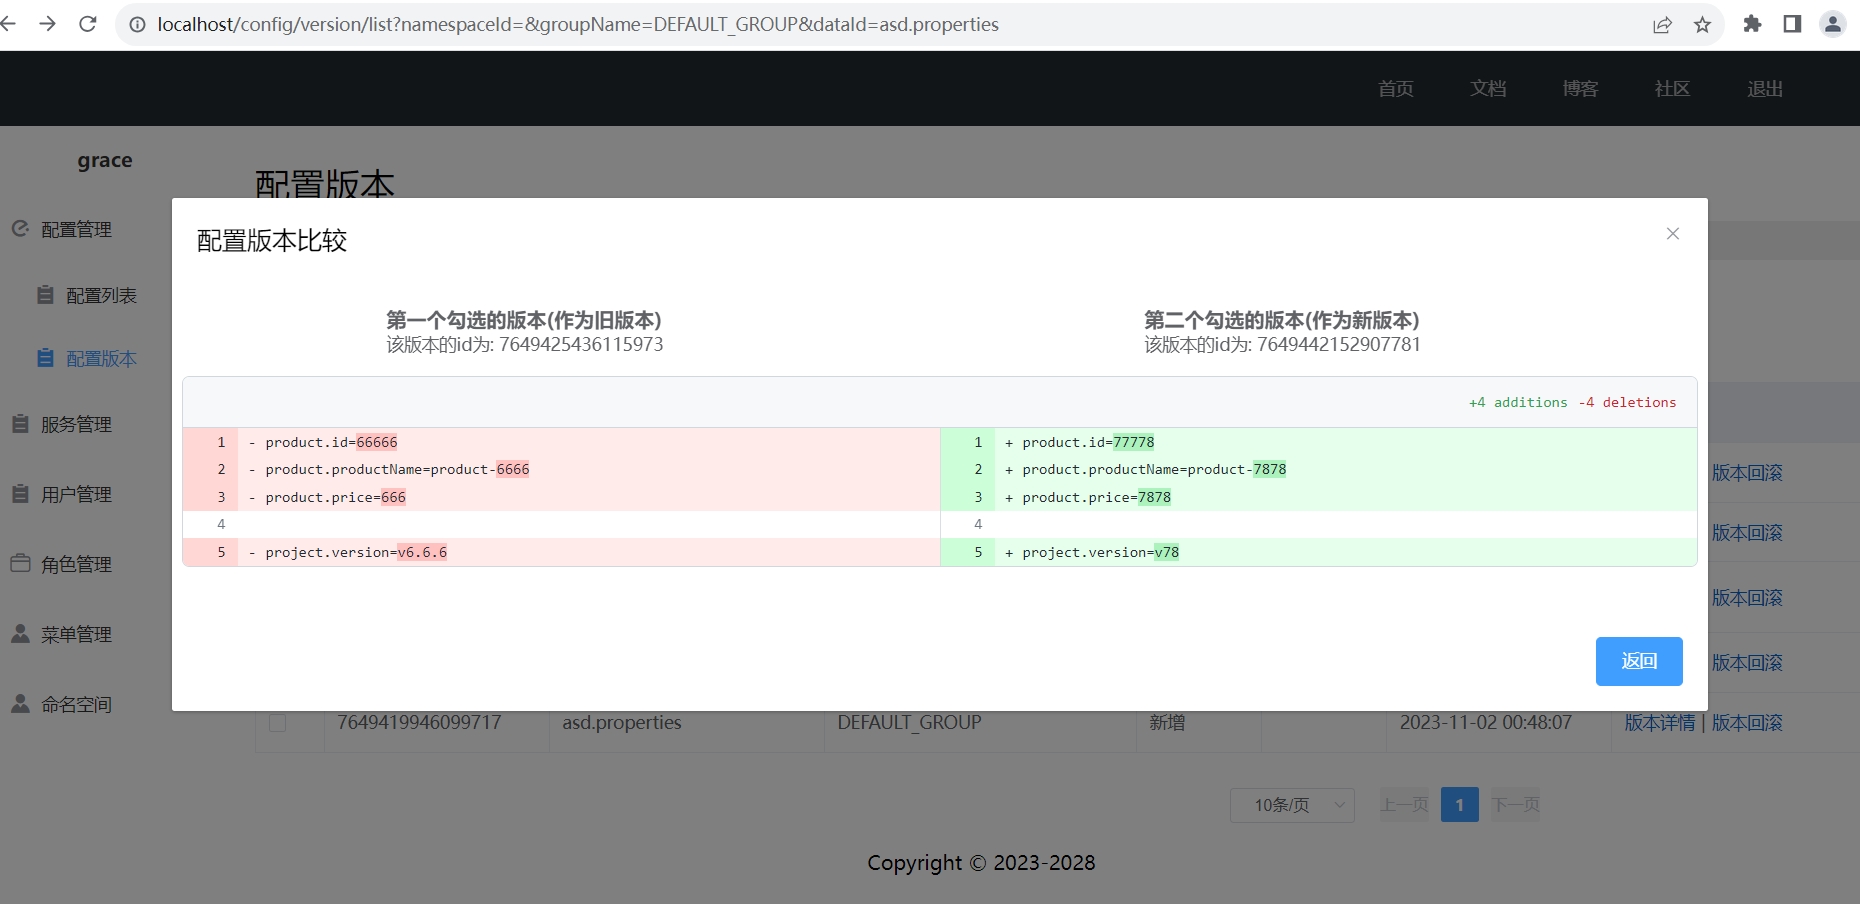 localhost/config/version/list?namespaceId=&groupName=DEFAULT_GROUP&dataId=asd.properties
首页 文档 博客 社区 退出
grace
配置版本
配置管理
配置列表
配置版本
服务管理
用户管理
角色管理
菜单管理
命名空间
配置版本比较
第一个勾选的版本(作为旧版本)
该版本的id为: 7649425436115973
第二个勾选的版本(作为新版本)
该版本的id为: 7649442152907781
+4 additions -4 deletions
1 - product.id=66666 1 + product.id=77778
2 - product.productName=product-6666 2 + product.productName=product-7878
3 - product.price=666 3 + product.price=7878
4 4
5 - project.version=v6.6.6 5 + project.version=v78
返回
版本回滚
版本回滚
版本回滚
版本回滚
7649419946099717 asd.properties DEFAULT_GROUP 新增 2023-11-02 00:48:07 版本详情 | 版本回滚
10条/页 上一页 1 下一页
Copyright © 2023-2028